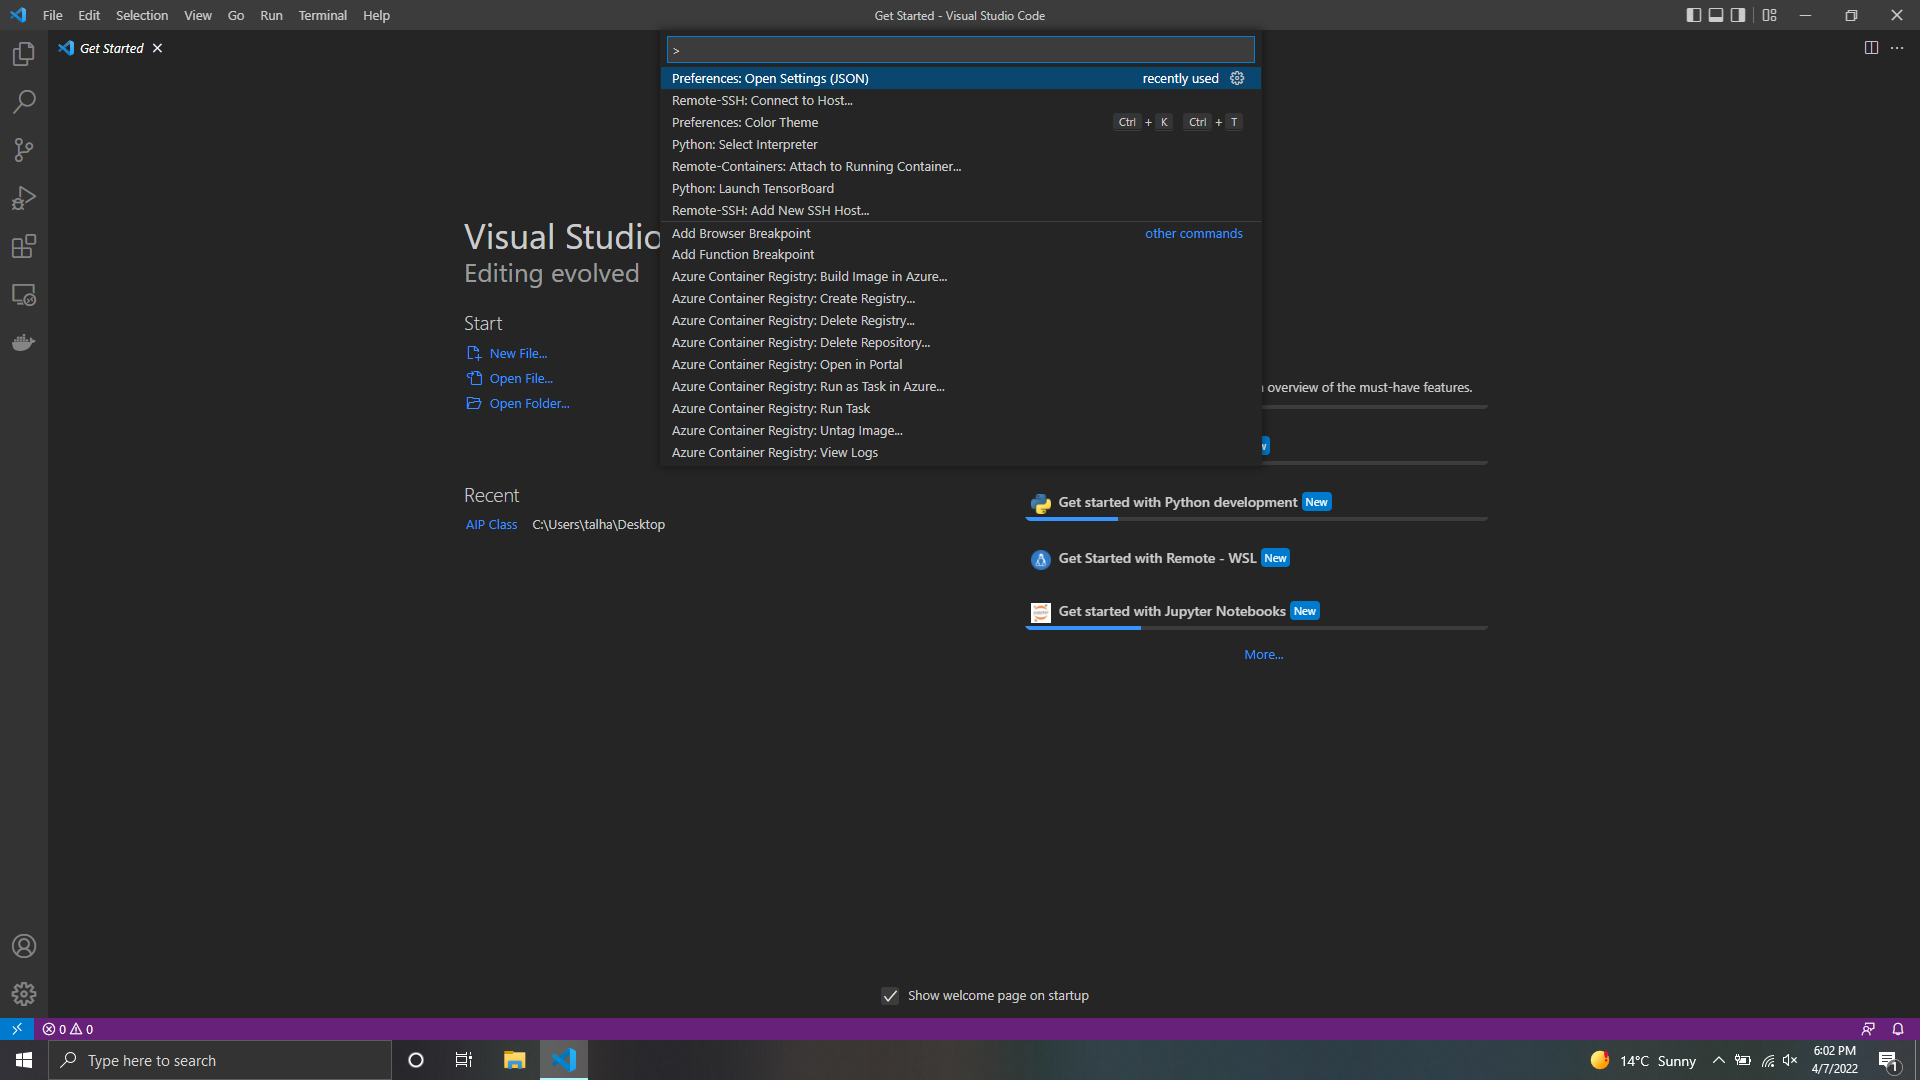 File Edit Selection View Go Run Terminal Help
Get Started - Visual Studio Code
Get Started
>
Preferences: Open Settings (JSON) recently used
Remote-SSH: Connect to Host...
Preferences: Color Theme Ctrl + K Ctrl + T
Python: Select Interpreter
Remote-Containers: Attach to Running Container...
Python: Launch TensorBoard
Remote-SSH: Add New SSH Host...
Add Browser Breakpoint other commands
Add Function Breakpoint
Azure Container Registry: Build Image in Azure...
Azure Container Registry: Create Registry...
Azure Container Registry: Delete Registry...
Azure Container Registry: Delete Repository...
Azure Container Registry: Open in Portal
Azure Container Registry: Run as Task in Azure...
Azure Container Registry: Run Task
Azure Container Registry: Untag Image...
Azure Container Registry: View Logs
Visual Studio
Editing evolved
Start
New File...
Open File...
Open Folder...
Recent
AIP Class C:\Users\talha\Desktop
overview of the must-have features.
Get started with Python development New
Get Started with Remote - WSL New
Get started with Jupyter Notebooks New
More...
Show welcome page on startup
0 0
Type here to search
14°C Sunny
6:02 PM
4/7/2022
1